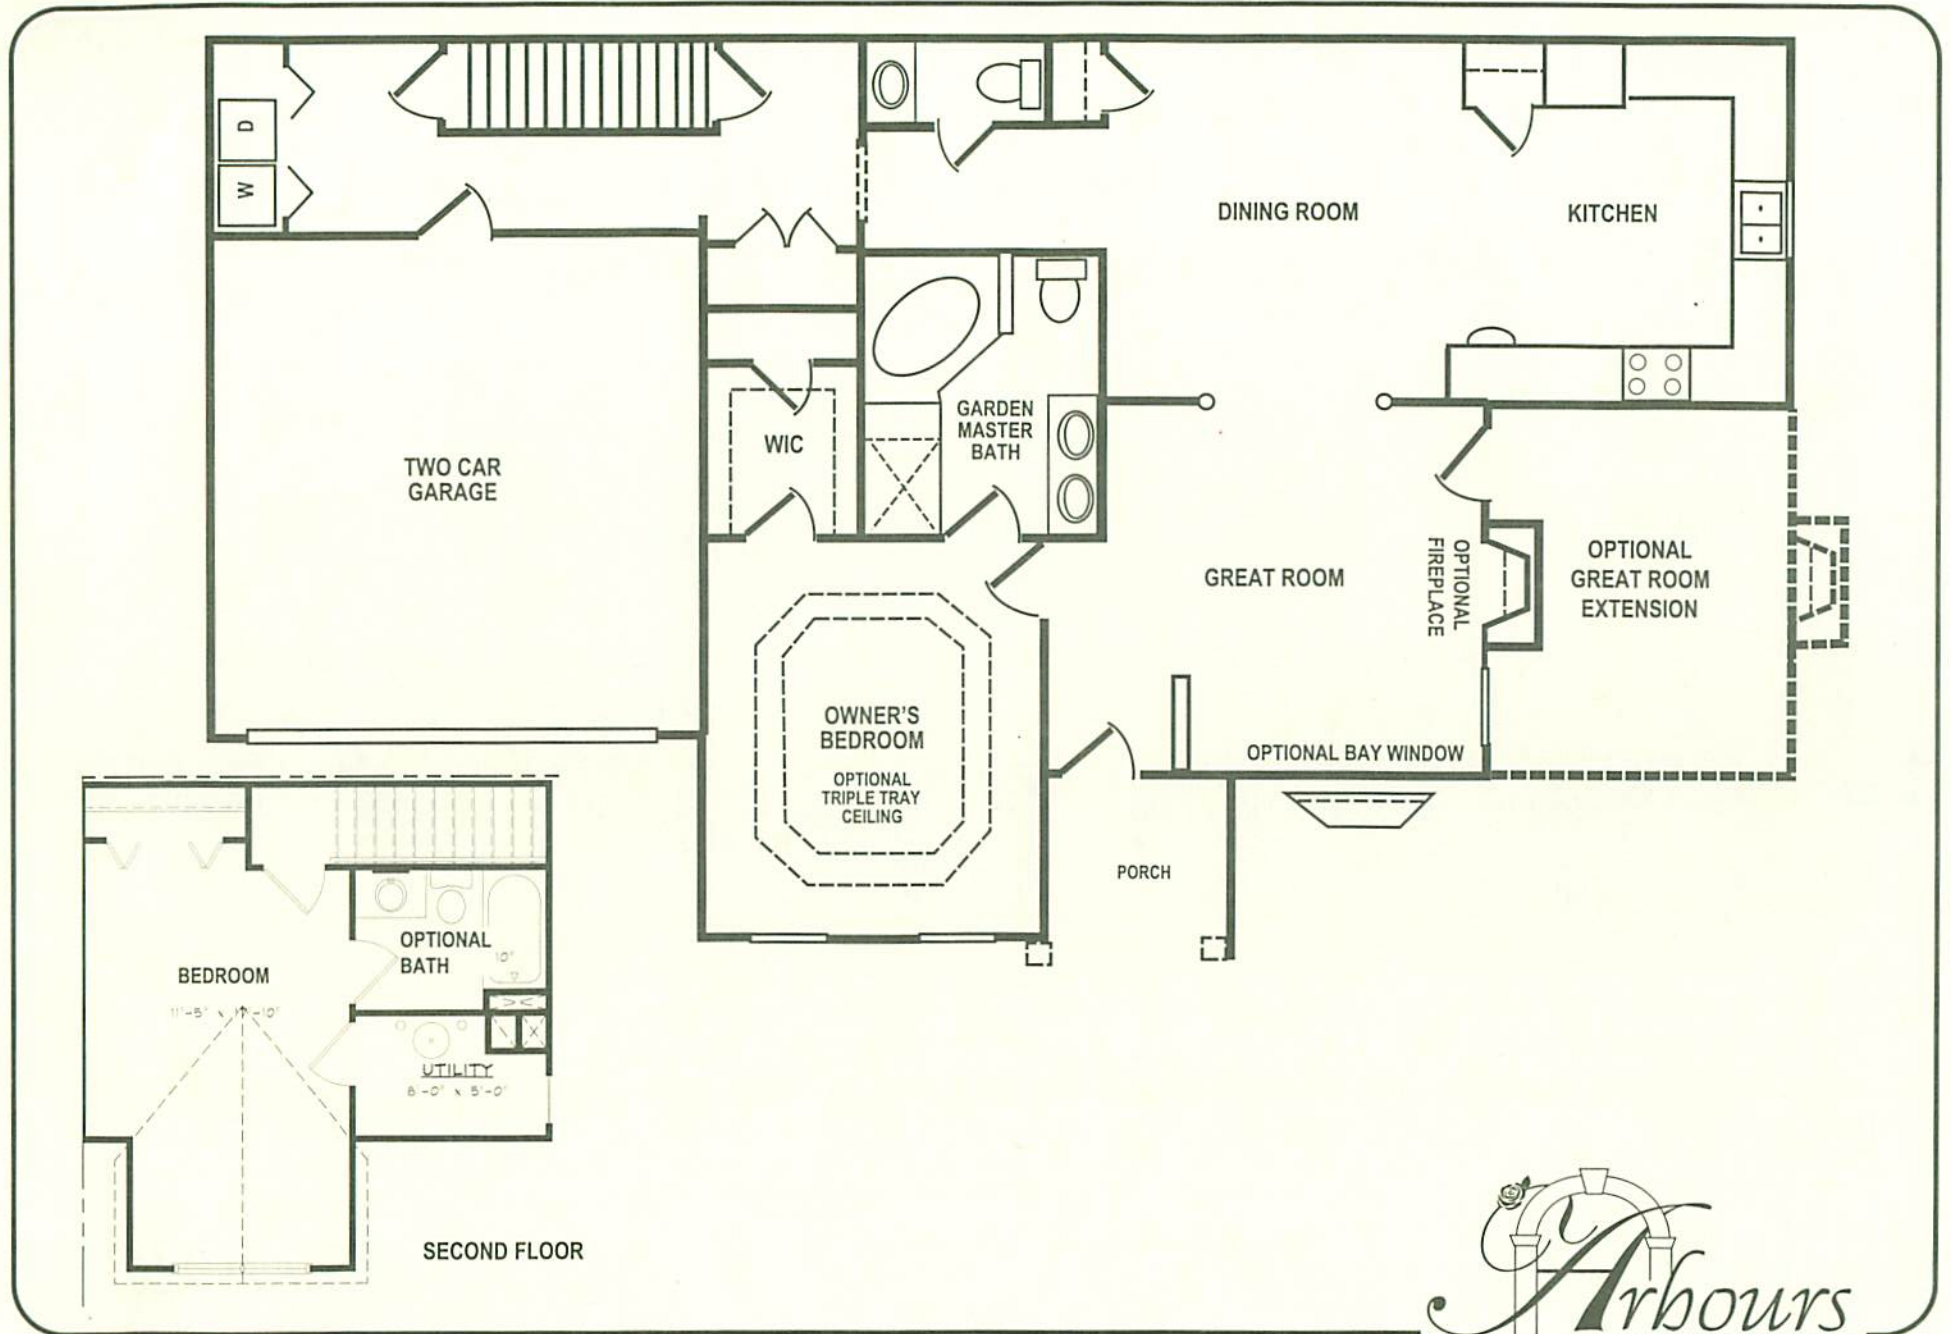 D
W
DINING ROOM
KITCHEN
TWO CAR
GARAGE
WIC
GARDEN
MASTER
BATH
GREAT ROOM
OPTIONAL
FIREPLACE
OPTIONAL
GREAT ROOM
EXTENSION
OWNER'S
BEDROOM
OPTIONAL
TRIPLE TRAY
CEILING
OPTIONAL BAY WINDOW
PORCH
OPTIONAL
BATH
10"
BEDROOM
UTILITY
8'-0" x 5'-0"
SECOND FLOOR
Arbours